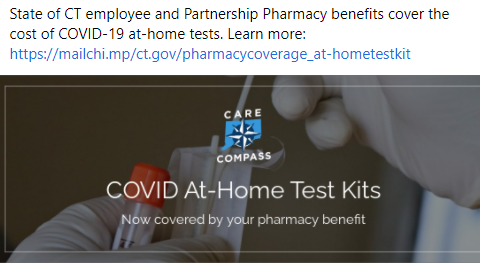 State of CT employee and Partnership Pharmacy benefits cover the
cost of COVID-19 at-home tests. Learn more:
https://mailchi.mp/ct.gov/pharmacycoverage_at-hometestkit
CARE
COMPASS
COVID At-Home Test Kits
Now covered by your pharmacy benefit